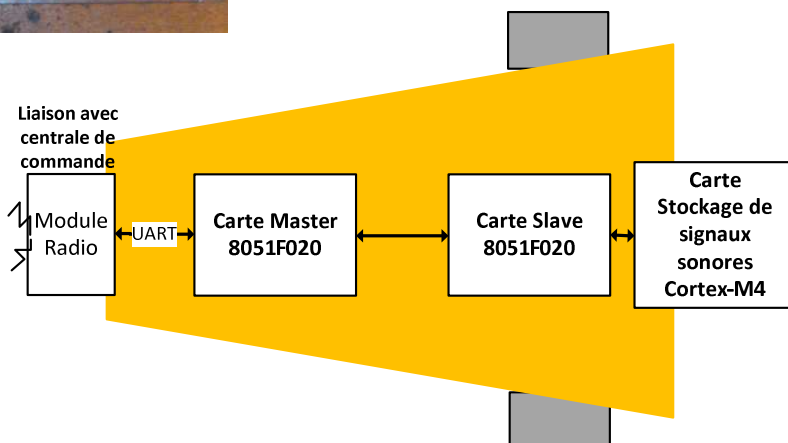 Liaison avec
centrale de
commande
Module
Radio
UART
Carte Master
8051F020
Carte Slave
8051F020
Carte
Stockage de
signaux
sonores
Cortex-M4